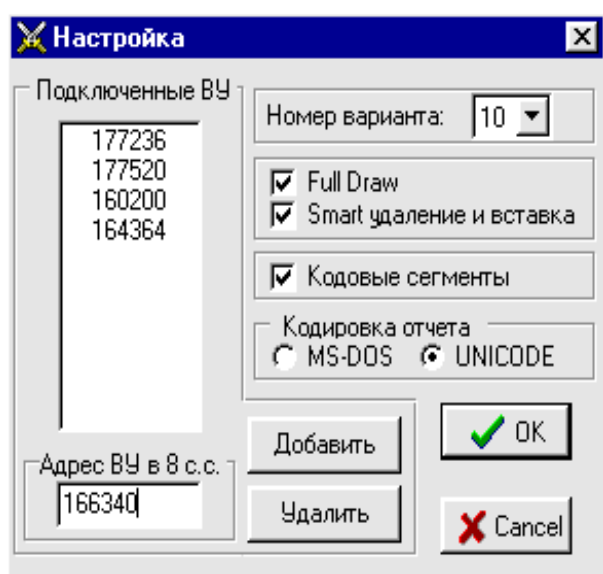 Настройка
Подключенные ВУ
177236
177520
160200
164364
Адрес ВУ в 8 с.с.
166340
Номер варианта: 10
Full Draw
Smart удаление и вставка
Кодовые сегменты
Кодировка отчета
MS-DOS UNICODE
Добавить
Удалить
OK
Cancel